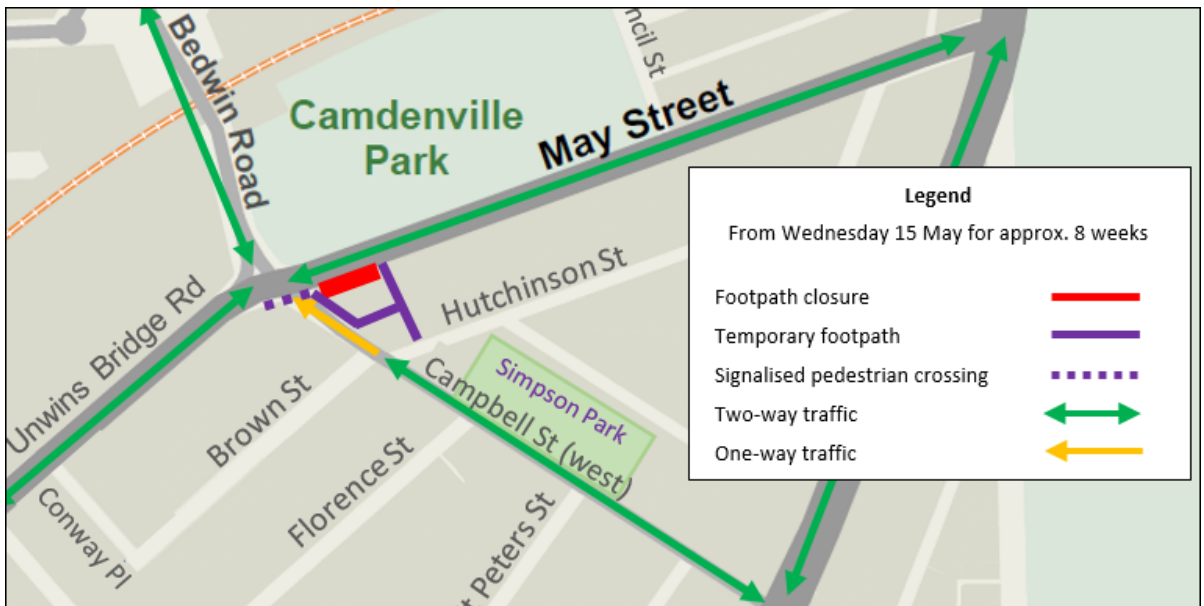 Bedwin Road
ncil St
Camdenville
Park
May Street
Legend
From Wednesday 15 May for approx. 8 weeks
Footpath closure
Temporary footpath
Signalised pedestrian crossing
Two-way traffic
One-way traffic
Hutchinson St
Unwins Bridge Rd
Simpson Park
Campbell St (west)
Brown St
Florence St
t Peters St
Conway Pl